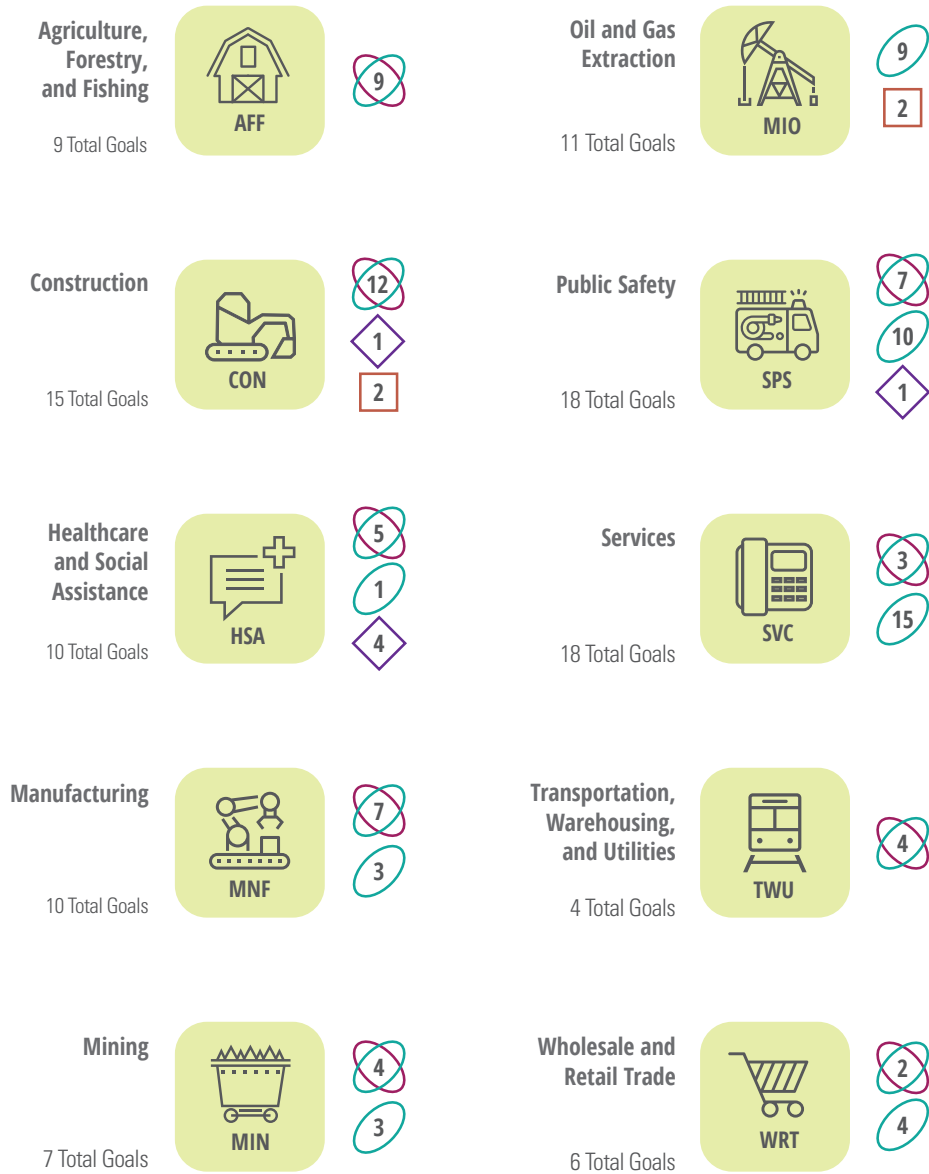 Agriculture,
Forestry,
and Fishing
9 Total Goals
AFF
9
Oil and Gas
Extraction
11 Total Goals
MIO
9
2
Construction
15 Total Goals
CON
12
1
2
Public Safety
18 Total Goals
SPS
7
10
1
Healthcare
and Social
Assistance
10 Total Goals
HSA
5
1
4
Services
18 Total Goals
SVC
3
15
Manufacturing
10 Total Goals
MNF
7
3
Transportation,
Warehousing,
and Utilities
4 Total Goals
TWU
4
Mining
7 Total Goals
MIN
4
3
Wholesale and
Retail Trade
6 Total Goals
WRT
2
4